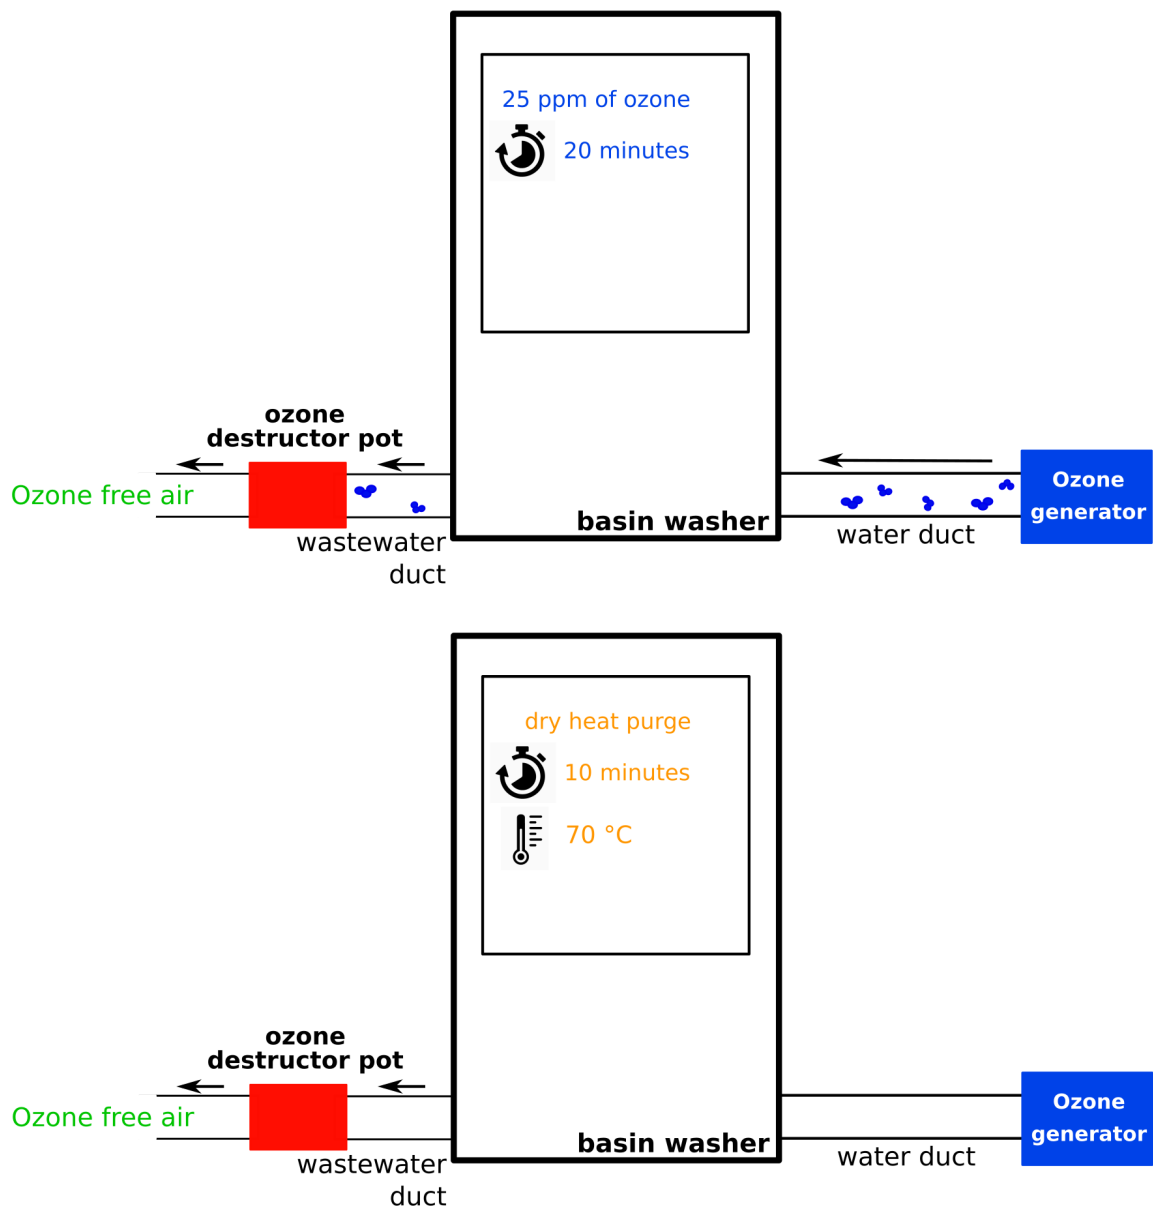 25 ppm of ozone
20 minutes
ozone
destructor pot
Ozone free air
wastewater
duct
basin washer
water duct
Ozone
generator
dry heat purge
10 minutes
70 °C
ozone
destructor pot
Ozone free air
wastewater
duct
basin washer
water duct
Ozone
generator